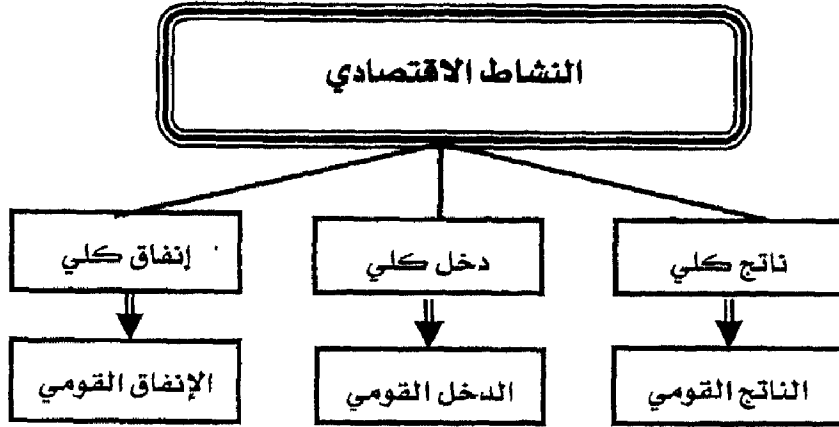 النشاط الاقتصادي
ناتج كلي
دخل كلي
إنفاق كلي
الناتج القومي
الدخل القومي
الإنفاق القومي